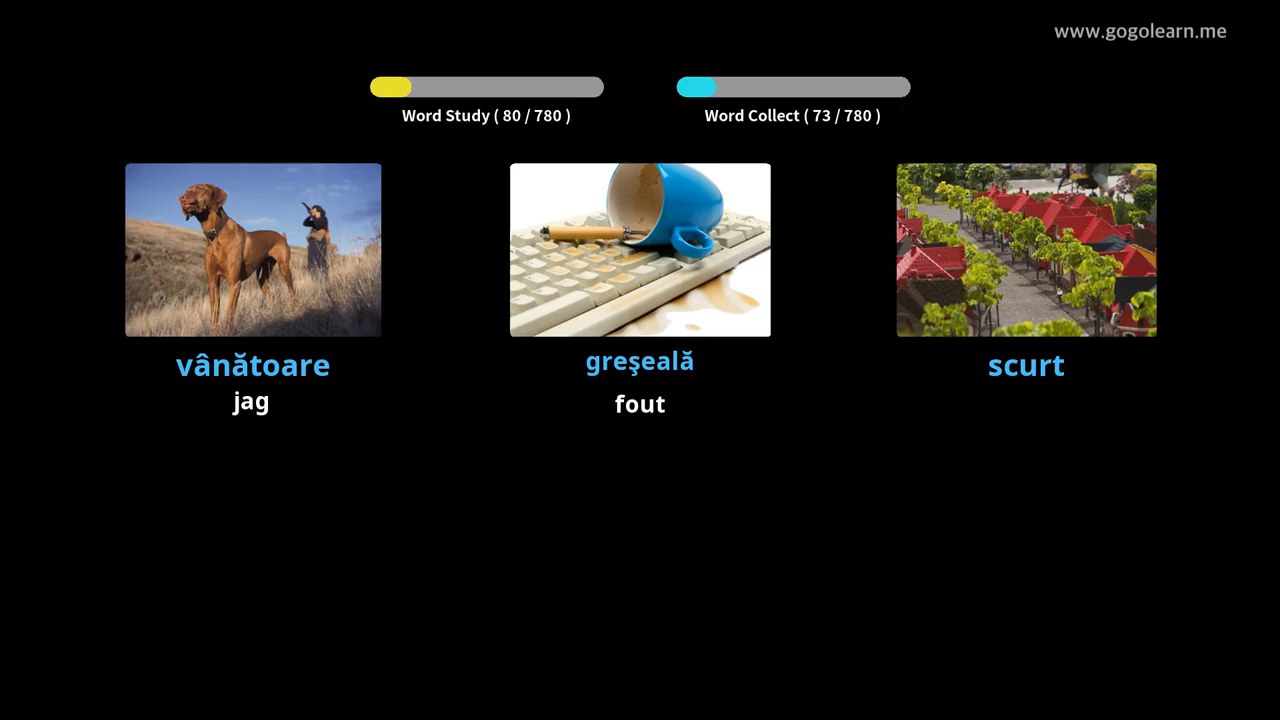 www.gogolearn.me
Word Study ( 80 / 780 )
Word Collect ( 73 / 780 )
vânătoare
jag
greşeală
fout
scurt